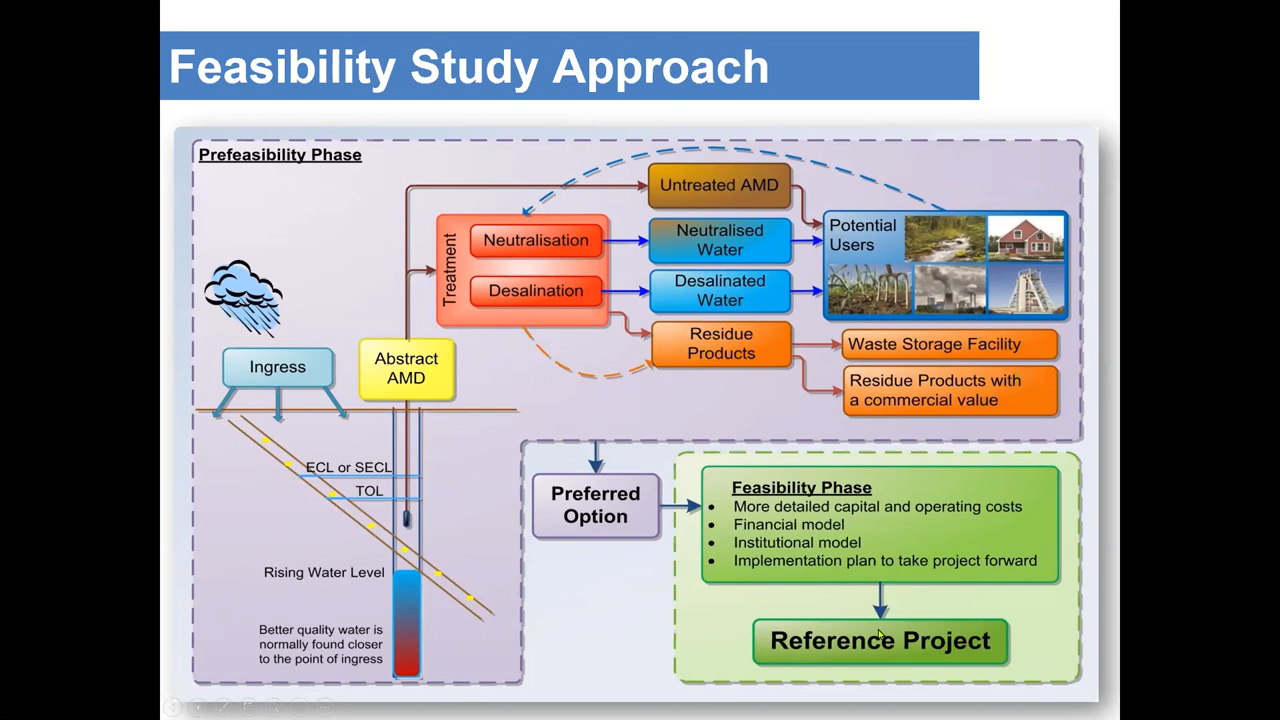 Feasibility Study Approach
Prefeasibility Phase
Untreated AMD
Treatment
Neutralisation
Desalination
Neutralised
Water
Desalinated
Water
Potential
Users
Residue
Products
Waste Storage Facility
Residue Products with
a commercial value
Ingress
Abstract
AMD
ECL or SECL
TOL
Rising Water Level
Better quality water is
normally found closer
to the point of ingress
Preferred
Option
Feasibility Phase
• More detailed capital and operating costs
• Financial model
• Institutional model
• Implementation plan to take project forward
Reference Project